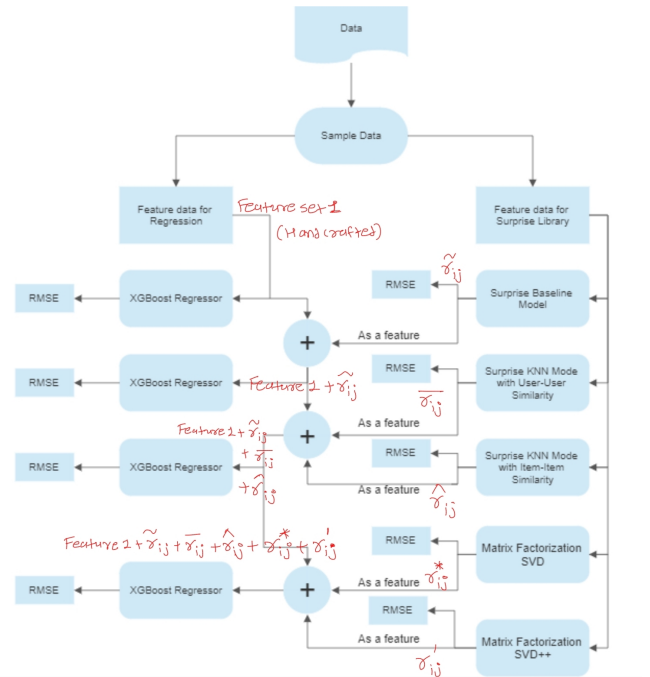 Data
Sample Data
Feature data for
Regression
Feature set 1
(Handcrafted)
Feature data for
Surprise Library
RMSE
XGBoost Regressor
RMSE
r̃ij
Surprise Baseline
Model
+
As a feature
RMSE
XGBoost Regressor
Feature 1 + r̃ij
RMSE
r̅ij
Surprise KNN Mode
with User-User
Similarity
As a feature
+
Feature 1 + r̃ij
+ r̅ij
+ r̂ij
RMSE
XGBoost Regressor
RMSE
Surprise KNN Mode
with Item-Item
Similarity
As a feature
r̂ij
Feature 1 + r̃ij + r̅ij + r̂ij + r*ij + r'ij
RMSE
Matrix Factorization
SVD
RMSE
XGBoost Regressor
+
As a feature
r*ij
RMSE
As a feature
r'ij
Matrix Factorization
SVD++